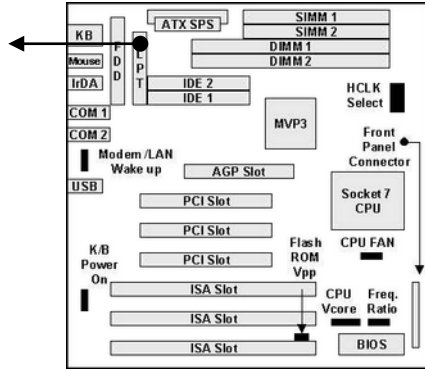 KB
Mouse
IrDA
COM 1
COM 2
USB
FDD
LPT
ATX SPS
SIMM 1
SIMM 2
DIMM 1
DIMM 2
IDE 2
IDE 1
HCLK
Select
MVP3
Front
Panel
Connector
Modem /LAN
Wake up
AGP Slot
Socket 7
CPU
PCI Slot
PCI Slot
PCI Slot
K/B
Power
On
Flash
ROM
Vpp
CPU FAN
ISA Slot
ISA Slot
ISA Slot
CPU
Vcore
Freq.
Ratio
BIOS